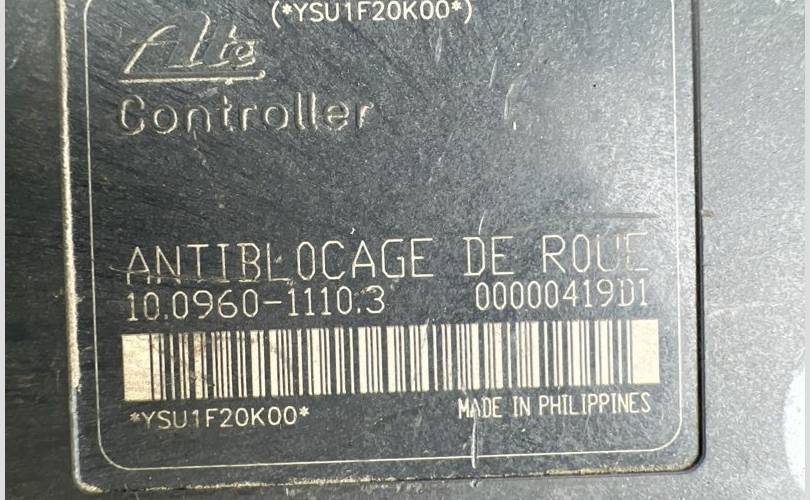 (*YSU1F20K00*)
Ate
Controller
ANTIBLOCAGE DE ROUE
10.0960-1110.3 00000419D1
*YSU1F20K00*
MADE IN PHILIPPINES